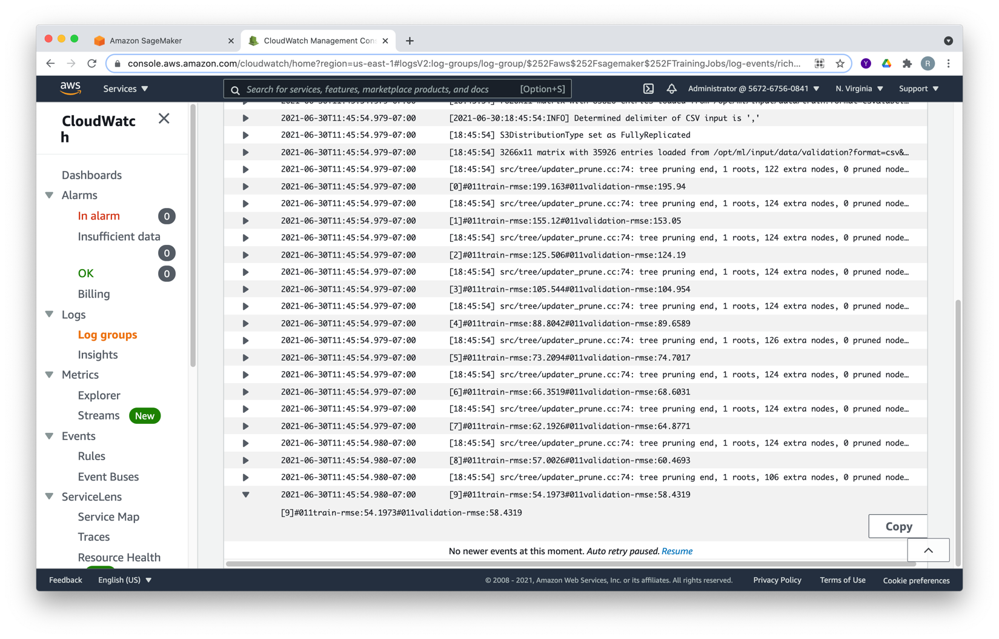 Amazon SageMaker
CloudWatch Management Con
console.aws.amazon.com/cloudwatch/home?region=us-east-1#logsV2:log-groups/log-group/$252Faws$252Fsagemaker$252FTrainingJobs/log-events/rich...
Y
R
aws
Services
Search for services, features, marketplace products, and docs
[Option+S]
Administrator @ 5672-6756-0841
N. Virginia
Support
CloudWatc
h
Dashboards
Alarms
In alarm 0
Insufficient data
0
OK 0
Billing
Logs
Log groups
Insights
Metrics
Explorer
Streams New
Events
Rules
Event Buses
ServiceLens
Service Map
Traces
Resource Health
2021-06-30T11:45:54.979-07:00 [2021-06-30:18:45:54:INFO] Determined delimiter of CSV input is ','
2021-06-30T11:45:54.979-07:00 [18:45:54] S3DistributionType set as FullyReplicated
2021-06-30T11:45:54.979-07:00 [18:45:54] 3266x11 matrix with 35926 entries loaded from /opt/ml/input/data/validation?format=csv&…
2021-06-30T11:45:54.979-07:00 [18:45:54] src/tree/updater_prune.cc:74: tree pruning end, 1 roots, 122 extra nodes, 0 pruned node…
2021-06-30T11:45:54.979-07:00 [0]#011train-rmse:199.163#011validation-rmse:195.94
2021-06-30T11:45:54.979-07:00 [18:45:54] src/tree/updater_prune.cc:74: tree pruning end, 1 roots, 124 extra nodes, 0 pruned node…
2021-06-30T11:45:54.979-07:00 [1]#011train-rmse:155.12#011validation-rmse:153.05
2021-06-30T11:45:54.979-07:00 [18:45:54] src/tree/updater_prune.cc:74: tree pruning end, 1 roots, 124 extra nodes, 0 pruned node…
2021-06-30T11:45:54.979-07:00 [2]#011train-rmse:125.506#011validation-rmse:124.19
2021-06-30T11:45:54.979-07:00 [18:45:54] src/tree/updater_prune.cc:74: tree pruning end, 1 roots, 124 extra nodes, 0 pruned node…
2021-06-30T11:45:54.979-07:00 [3]#011train-rmse:105.544#011validation-rmse:104.954
2021-06-30T11:45:54.979-07:00 [18:45:54] src/tree/updater_prune.cc:74: tree pruning end, 1 roots, 124 extra nodes, 0 pruned node…
2021-06-30T11:45:54.979-07:00 [4]#011train-rmse:88.8042#011validation-rmse:89.6589
2021-06-30T11:45:54.979-07:00 [18:45:54] src/tree/updater_prune.cc:74: tree pruning end, 1 roots, 126 extra nodes, 0 pruned node…
2021-06-30T11:45:54.979-07:00 [5]#011train-rmse:73.2094#011validation-rmse:74.7017
2021-06-30T11:45:54.979-07:00 [18:45:54] src/tree/updater_prune.cc:74: tree pruning end, 1 roots, 124 extra nodes, 0 pruned node…
2021-06-30T11:45:54.979-07:00 [6]#011train-rmse:66.3519#011validation-rmse:68.6031
2021-06-30T11:45:54.979-07:00 [18:45:54] src/tree/updater_prune.cc:74: tree pruning end, 1 roots, 124 extra nodes, 0 pruned node…
2021-06-30T11:45:54.979-07:00 [7]#011train-rmse:62.1926#011validation-rmse:64.8771
2021-06-30T11:45:54.980-07:00 [18:45:54] src/tree/updater_prune.cc:74: tree pruning end, 1 roots, 124 extra nodes, 0 pruned node…
2021-06-30T11:45:54.980-07:00 [8]#011train-rmse:57.0026#011validation-rmse:60.4693
2021-06-30T11:45:54.980-07:00 [18:45:54] src/tree/updater_prune.cc:74: tree pruning end, 1 roots, 106 extra nodes, 0 pruned node…
2021-06-30T11:45:54.980-07:00 [9]#011train-rmse:54.1973#011validation-rmse:58.4319
[9]#011train-rmse:54.1973#011validation-rmse:58.4319
Copy
No newer events at this moment. Auto retry paused. Resume
Feedback
English (US)
© 2008 - 2021, Amazon Web Services, Inc. or its affiliates. All rights reserved.
Privacy Policy
Terms of Use
Cookie preferences